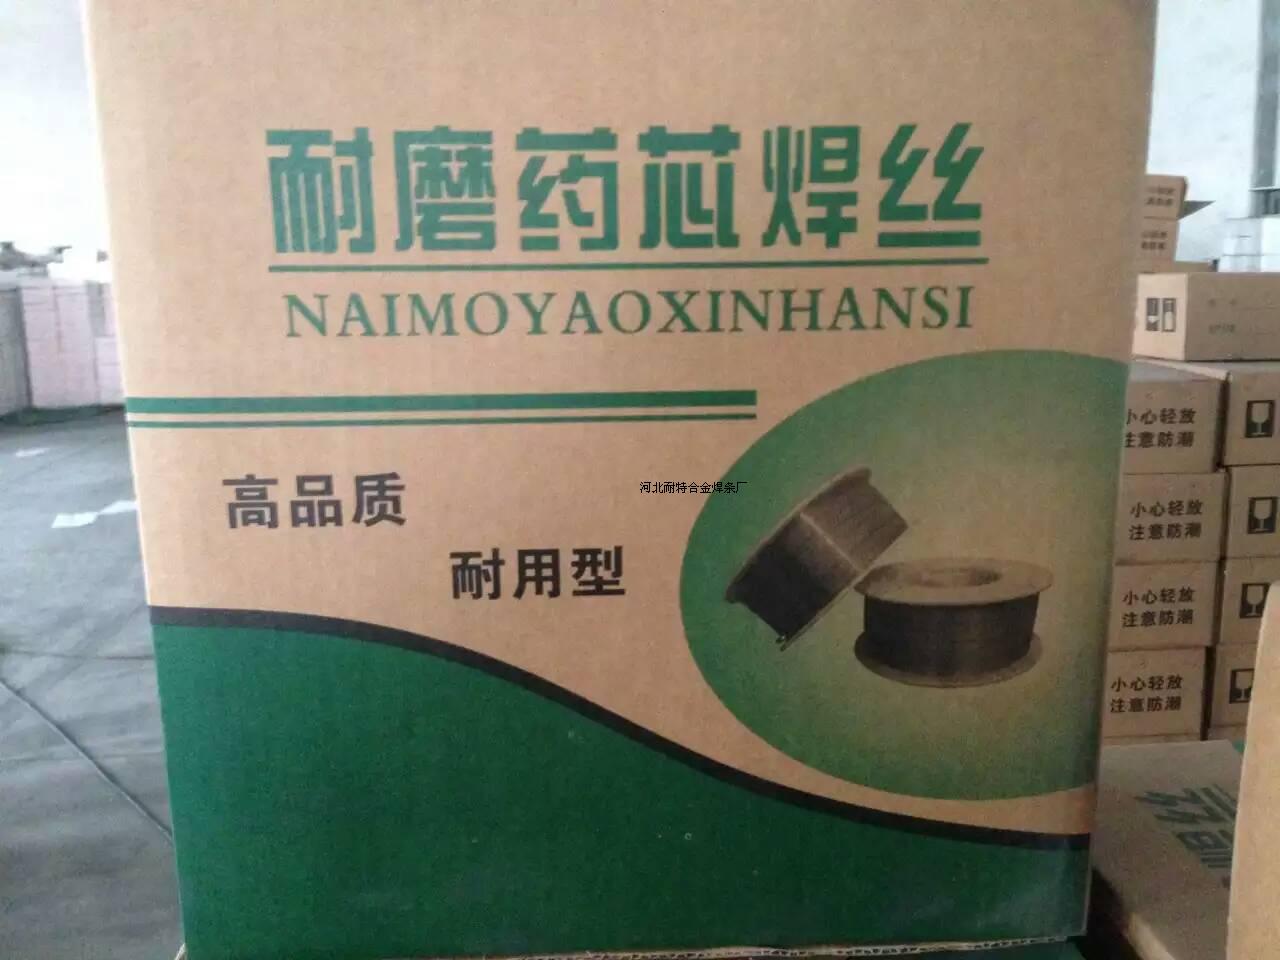 耐磨药芯焊丝
NAIMOYAOXINHANSI
高品质
河北耐特合金焊条厂
耐用型
小心轻放
注意防潮
小心轻放
注意防潮
小心轻放
注意防潮
小心轻放
注意防潮